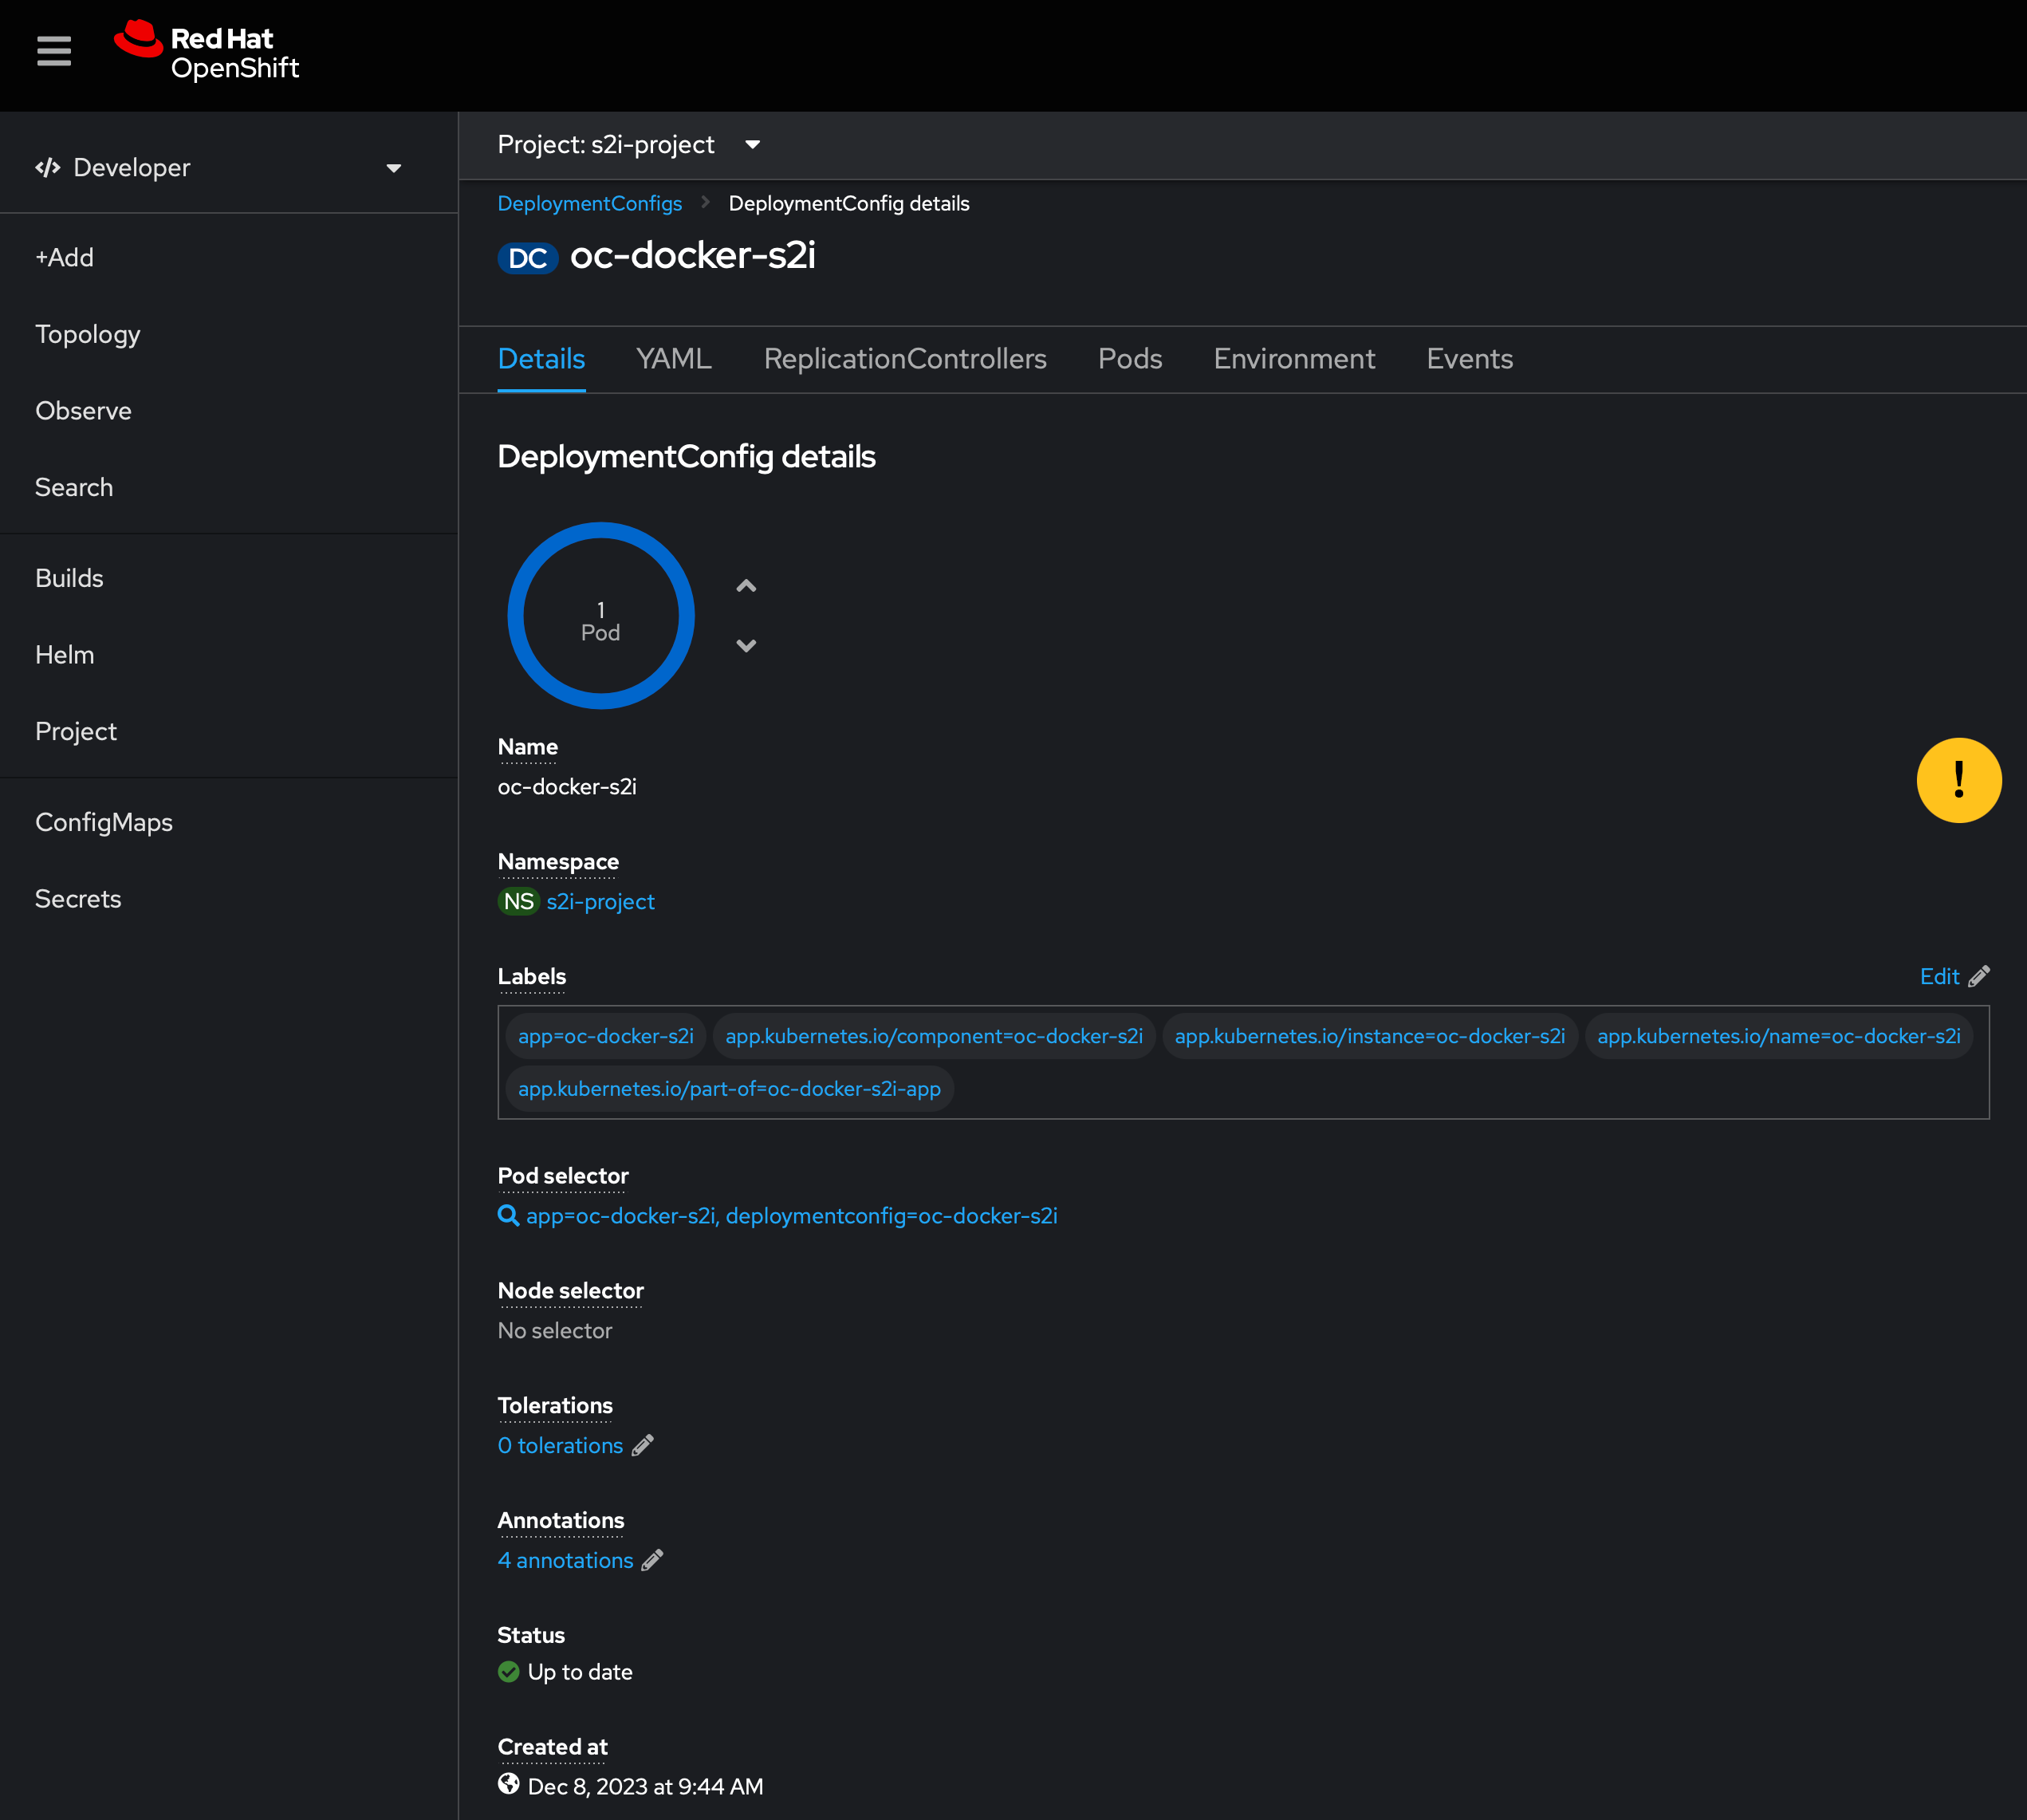 Red Hat
OpenShift
Developer
+Add
Topology
Observe
Search
Builds
Helm
Project
ConfigMaps
Secrets
Project: s2i-project
DeploymentConfigs > DeploymentConfig details
DC oc-docker-s2i
Details YAML ReplicationControllers Pods Environment Events
DeploymentConfig details
1
Pod
Name
oc-docker-s2i
!
Namespace
NS s2i-project
Labels Edit
app=oc-docker-s2i app.kubernetes.io/component=oc-docker-s2i app.kubernetes.io/instance=oc-docker-s2i app.kubernetes.io/name=oc-docker-s2i
app.kubernetes.io/part-of=oc-docker-s2i-app
Pod selector
app=oc-docker-s2i, deploymentconfig=oc-docker-s2i
Node selector
No selector
Tolerations
0 tolerations
Annotations
4 annotations
Status
Up to date
Created at
Dec 8, 2023 at 9:44 AM